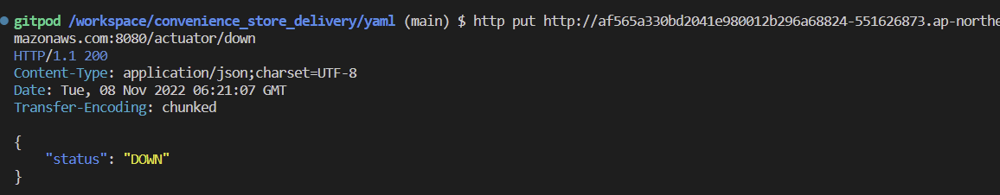 gitpod /workspace/convenience_store_delivery/yaml (main) $ http put http://af565a330bd2041e980012b296a68824-551626873.ap-northe
mazonaws.com:8080/actuator/down
HTTP/1.1 200
Content-Type: application/json;charset=UTF-8
Date: Tue, 08 Nov 2022 06:21:07 GMT
Transfer-Encoding: chunked
{
"status": "DOWN"
}